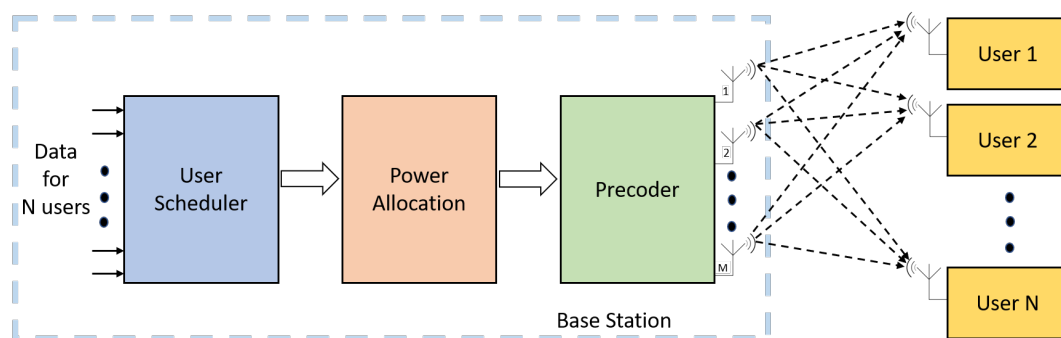 Data
for
N users
User
Scheduler
Power
Allocation
Precoder
1
2
M
Base Station
User 1
User 2
User N